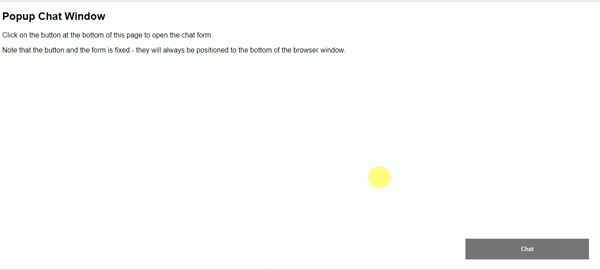 Popup Chat Window
Click on the button at the bottom of this page to open the chat form.
Note that the button and the form is fixed - they will always be positioned to the bottom of the browser window.
Chat